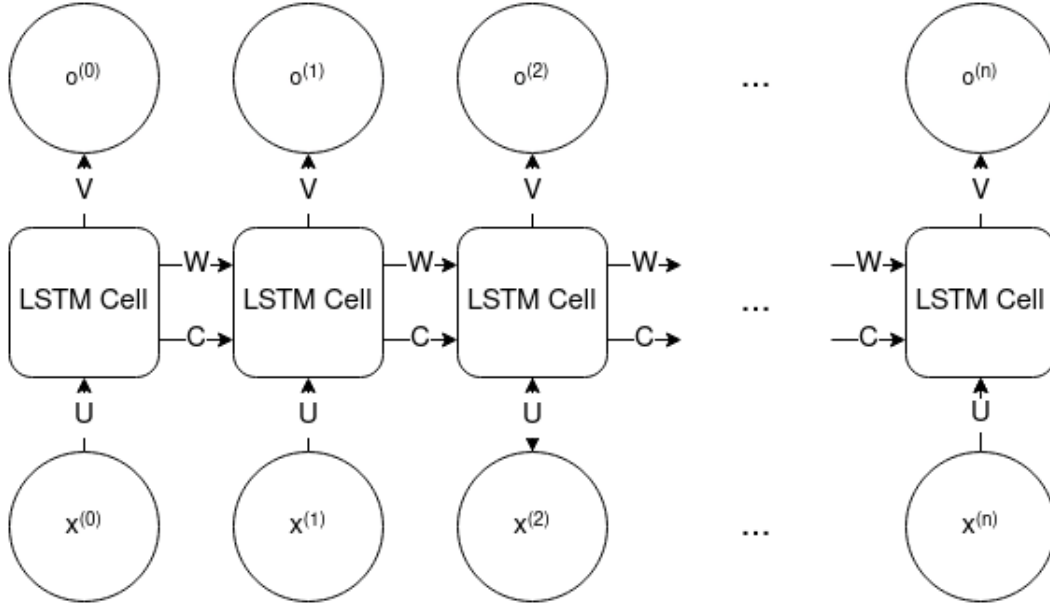 o(0) o(1) o(2) ... o(n)
V V V V
W W W W
LSTM Cell LSTM Cell LSTM Cell ... LSTM Cell
C C C C
U U U U
x(0) x(1) x(2) ... x(n)